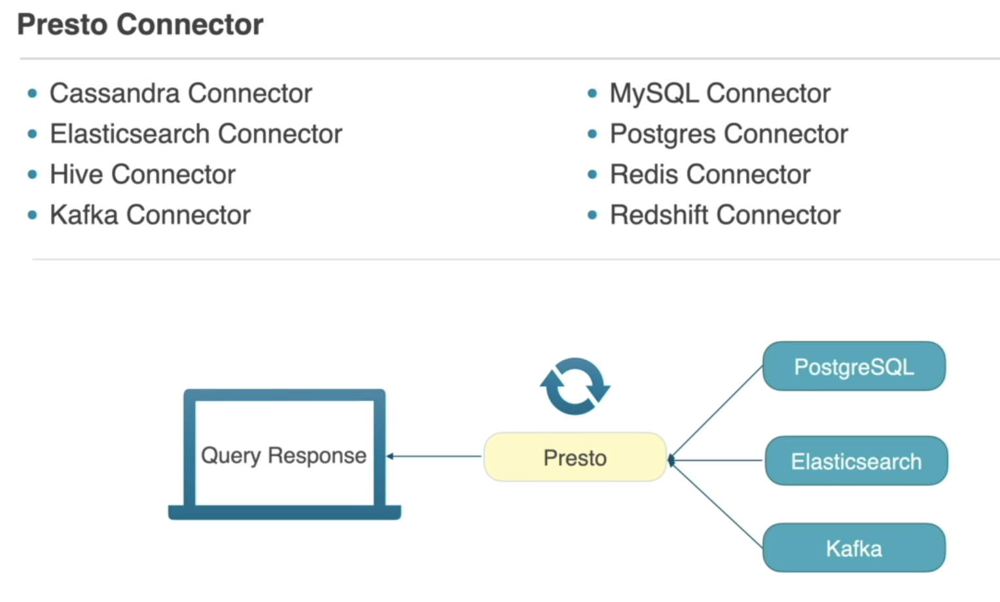 Presto Connector
Cassandra Connector
Elasticsearch Connector
Hive Connector
Kafka Connector
MySQL Connector
Postgres Connector
Redis Connector
Redshift Connector
Query Response
Presto
PostgreSQL
Elasticsearch
Kafka